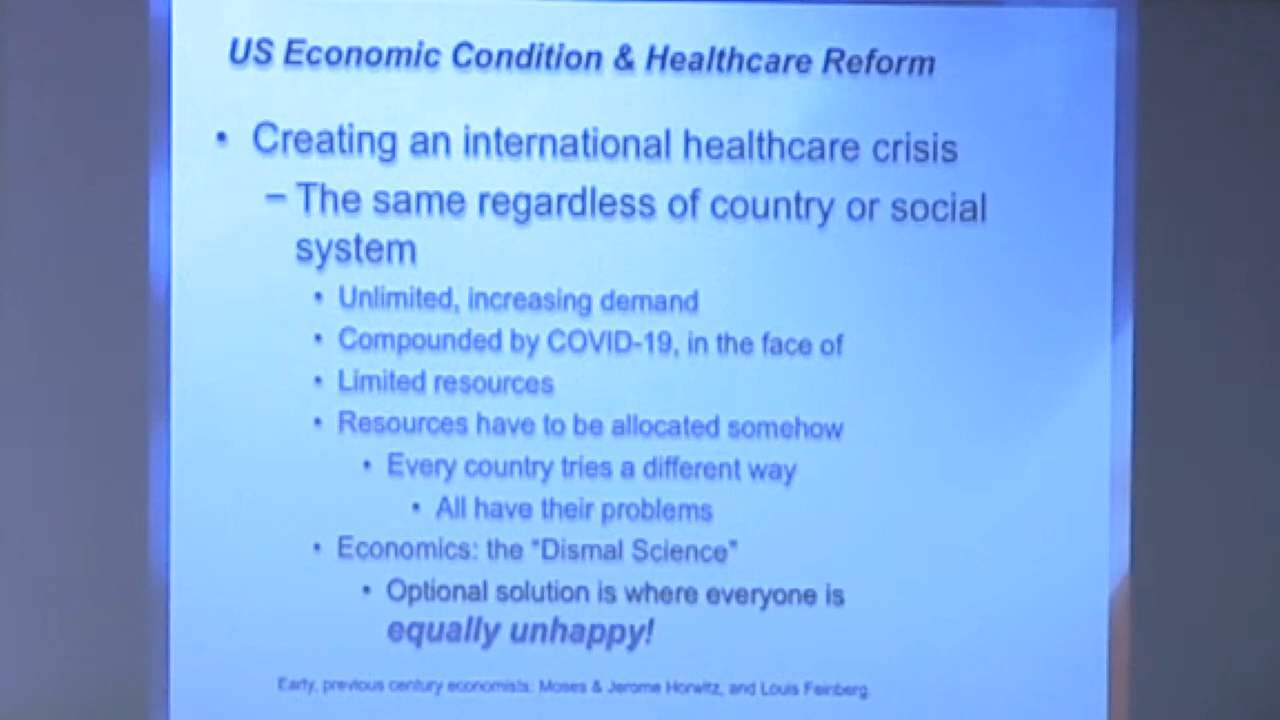 US Economic Condition & Healthcare Reform
• Creating an international healthcare crisis
– The same regardless of country or social
system
• Unlimited, increasing demand
• Compounded by COVID-19, in the face of
• Limited resources
• Resources have to be allocated somehow
• Every country tries a different way
• All have their problems
• Economics: the "Dismal Science"
• Optional solution is where everyone is
equally unhappy!
Early, previous century economists: Moses & Jerome Horwitz, and Louis Feinberg